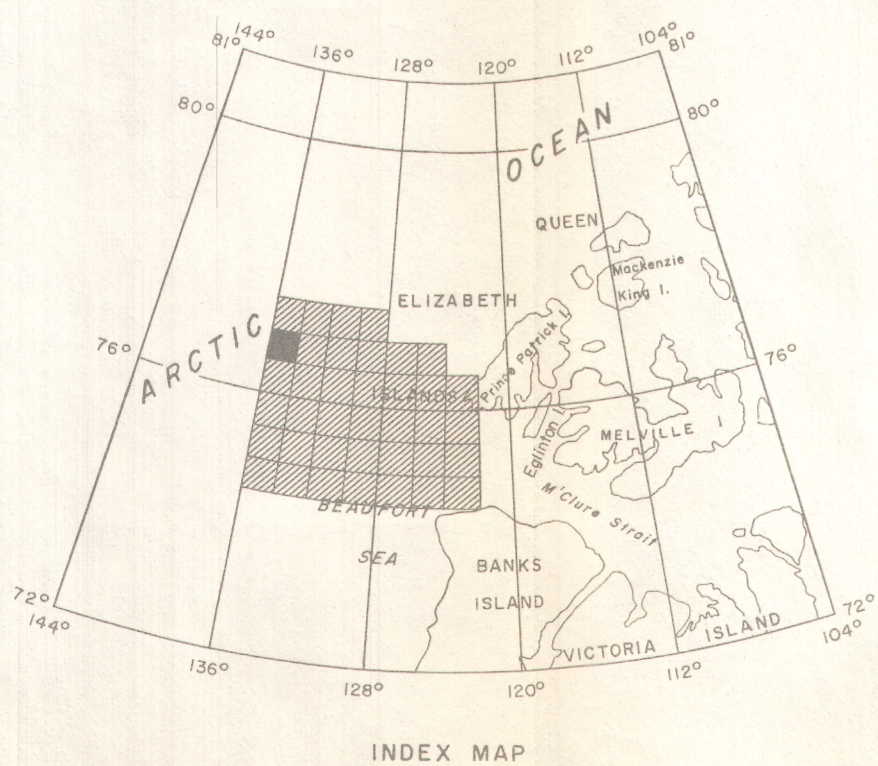 144° 136° 128° 120° 112° 104°
81° 81°
80° 80°
OCEAN
QUEEN
Mackenzie
King I.
ELIZABETH
Prince Patrick I.
ARCTIC
76° 76°
ISLANDS
Eglinton I.
MELVILLE I
M'Clure Strait
BEAUFORT
SEA
BANKS
ISLAND
VICTORIA ISLAND
72° 72°
144° 136° 128° 120° 112° 104°
INDEX MAP